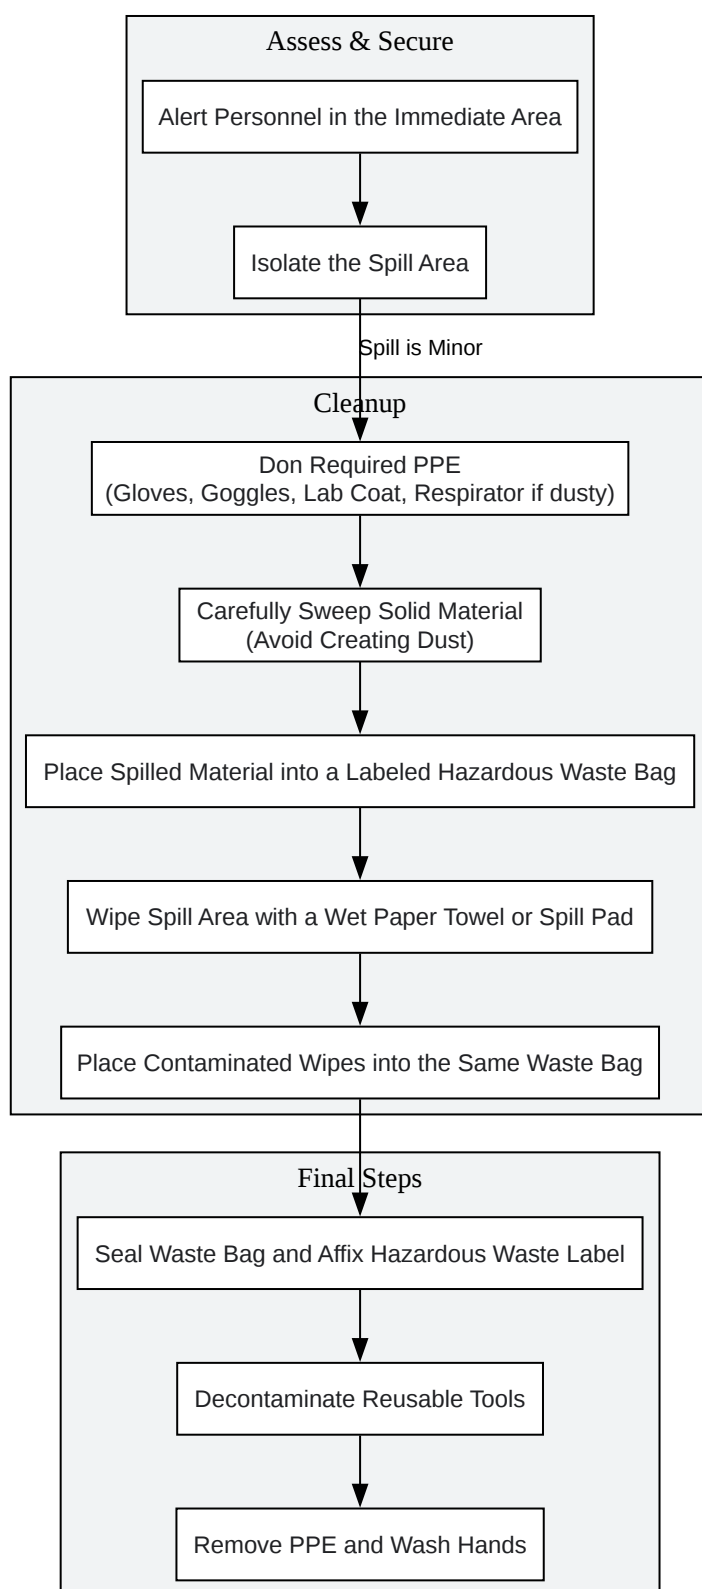 Assess & Secure
Alert Personnel in the Immediate Area
Isolate the Spill Area
Spill is Minor
Cleanup
Don Required PPE
(Gloves, Goggles, Lab Coat, Respirator if dusty)
Carefully Sweep Solid Material
(Avoid Creating Dust)
Place Spilled Material into a Labeled Hazardous Waste Bag
Wipe Spill Area with a Wet Paper Towel or Spill Pad
Place Contaminated Wipes into the Same Waste Bag
Final Steps
Seal Waste Bag and Affix Hazardous Waste Label
Decontaminate Reusable Tools
Remove PPE and Wash Hands